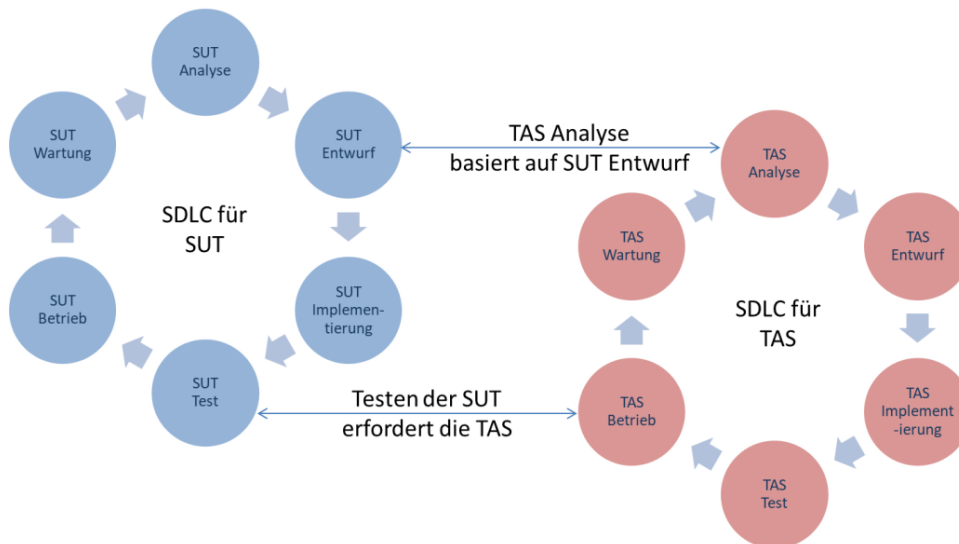 SUT
Analyse
SUT
Wartung
SUT
Entwurf
SDLC für
SUT
SUT
Betrieb
SUT
Implemen-
tierung
SUT
Test
TAS Analyse
basiert auf SUT Entwurf
Testen der SUT
erfordert die TAS
TAS
Analyse
TAS
Wartung
TAS
Entwurf
SDLC für
TAS
TAS
Betrieb
TAS
Implement
-ierung
TAS
Test